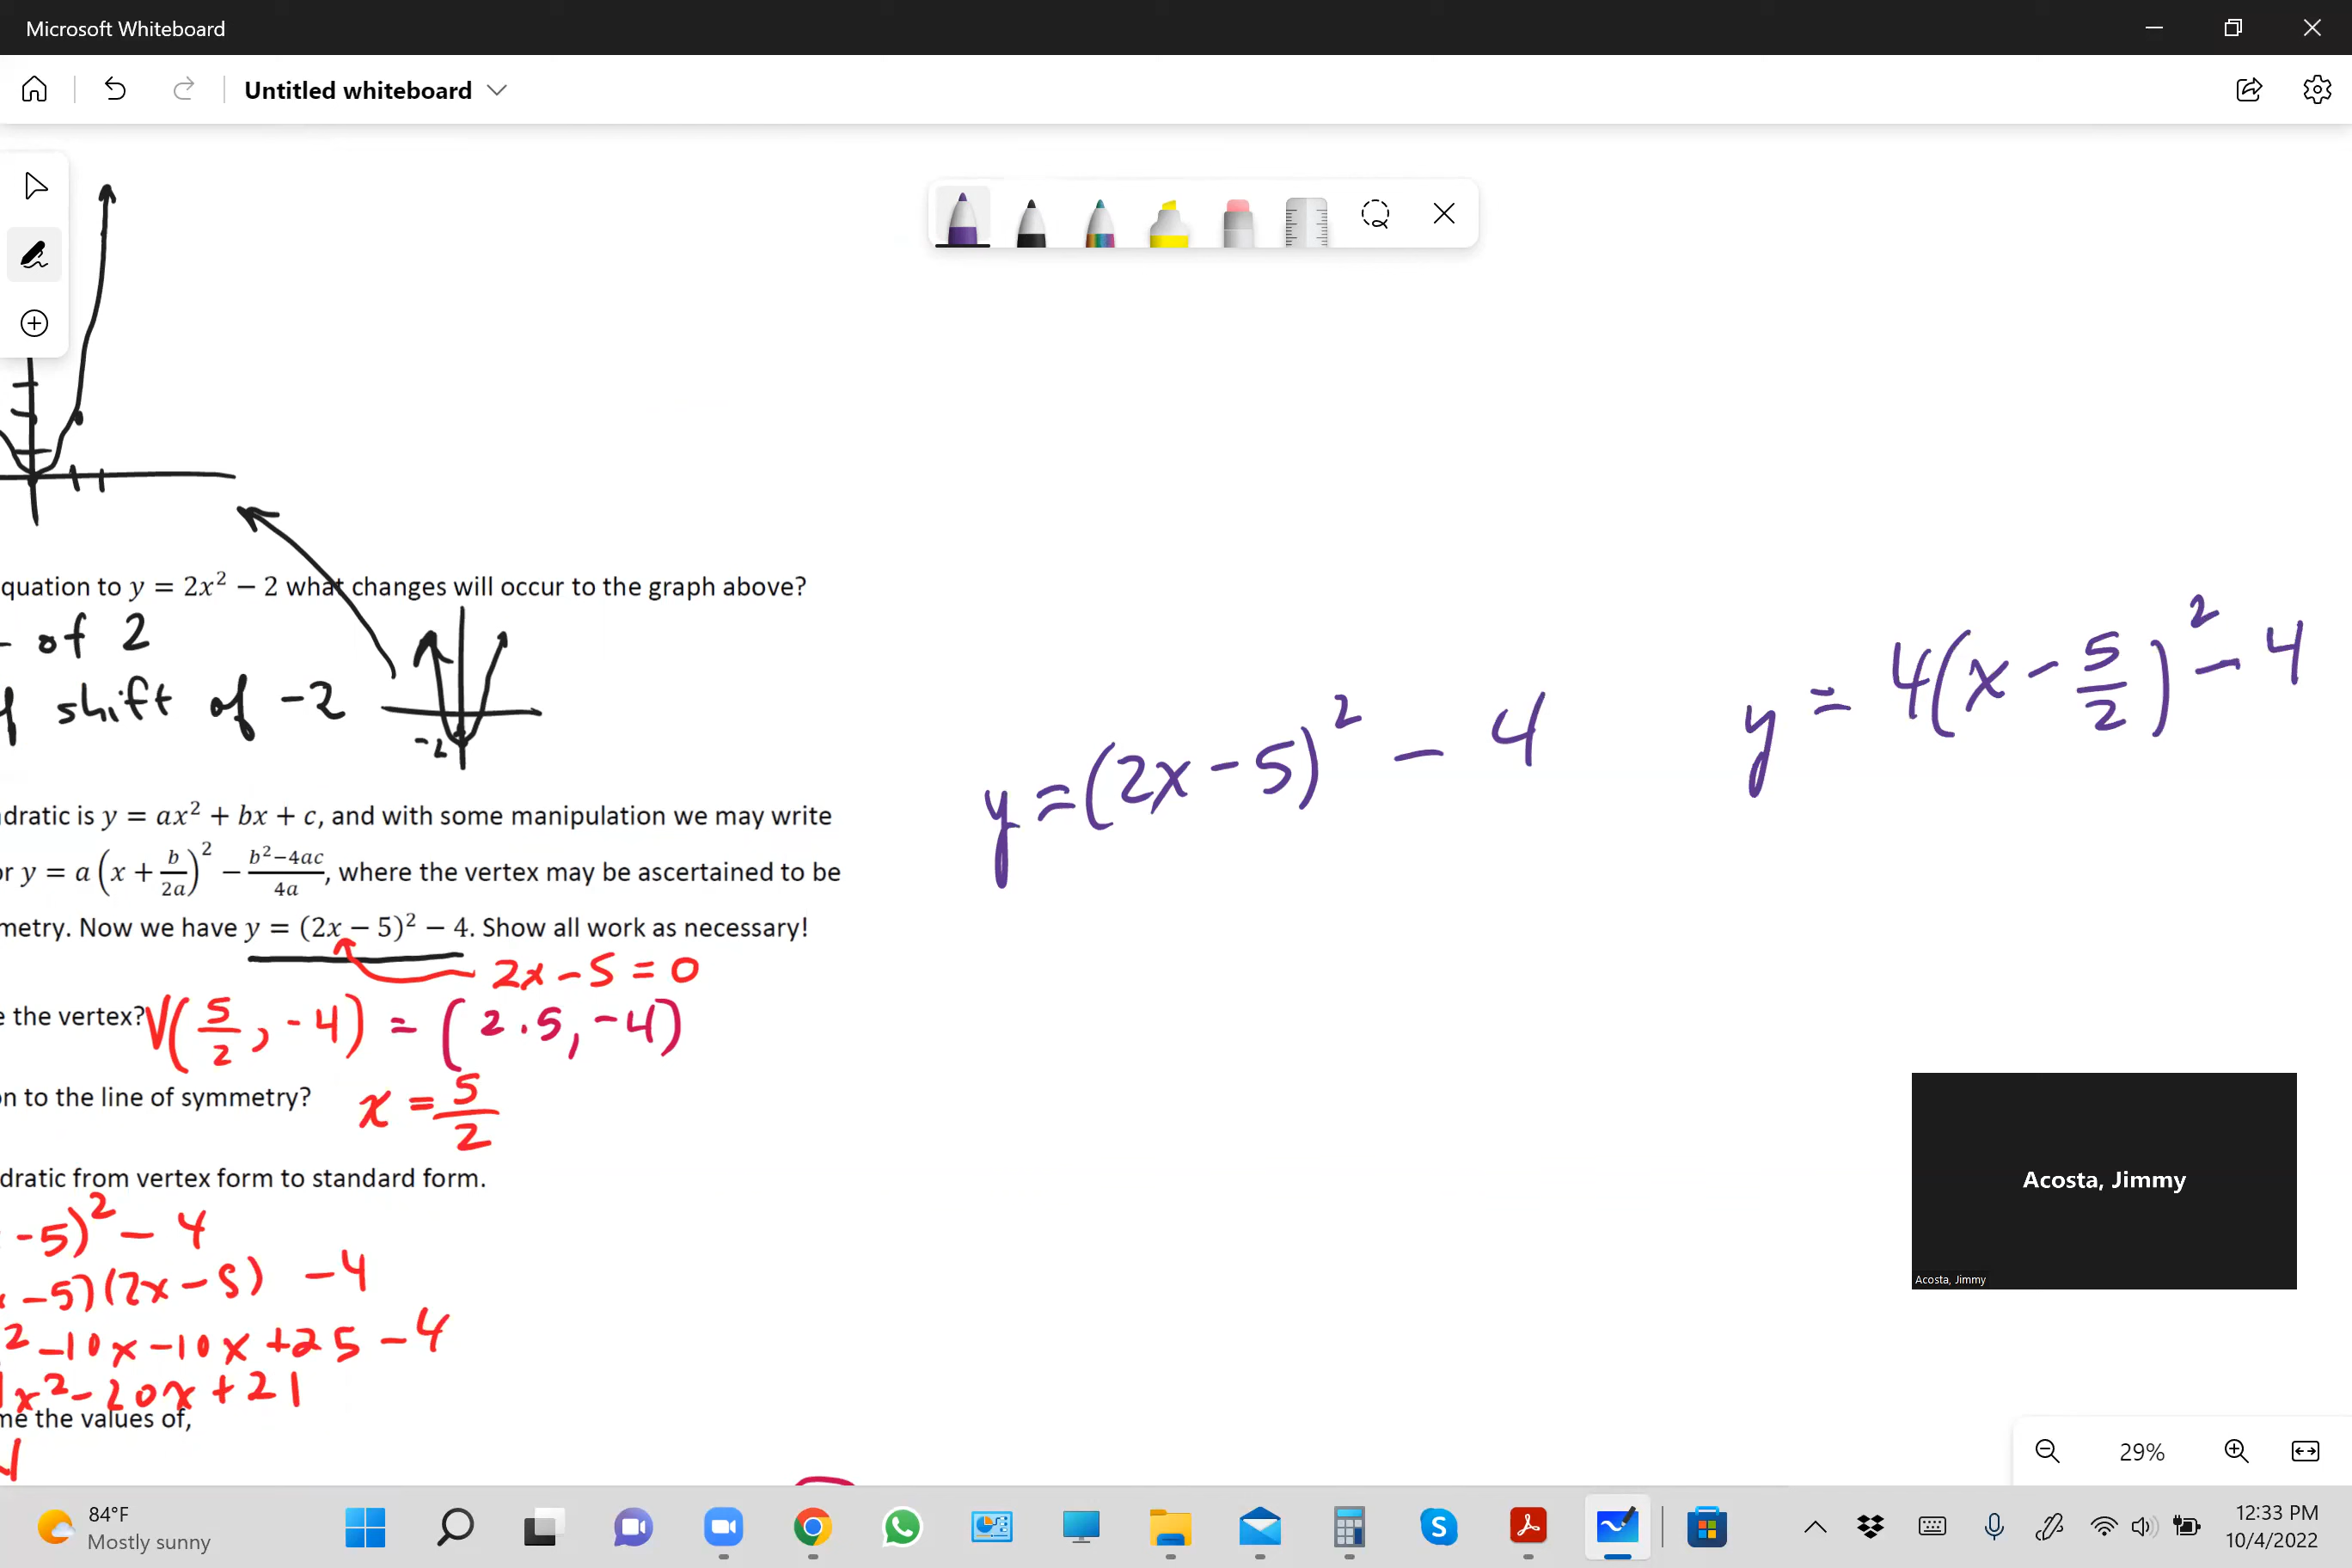 Microsoft Whiteboard
Untitled whiteboard
quation to y = 2x² − 2 what changes will occur to the graph above?
of 2
shift of -2
-2
dratic is y = ax² + bx + c, and with some manipulation we may write
or y = a(x + b/2a)² − (b²−4ac)/4a, where the vertex may be ascertained to be
metry. Now we have y = (2x − 5)² − 4. Show all work as necessary!
2x - 5 = 0
e the vertex? V(5/2, -4) = (2.5, -4)
on to the line of symmetry? x = 5/2
dratic from vertex form to standard form.
-5)² - 4
-5)(2x - 5) - 4
² -10x -10x +25 -4
x² - 20x + 21
me the values of,
y = (2x - 5)² - 4
y = 4(x - 5/2)² - 4
Acosta, Jimmy
Acosta, Jimmy
29%
84°F
Mostly sunny
12:33 PM
10/4/2022